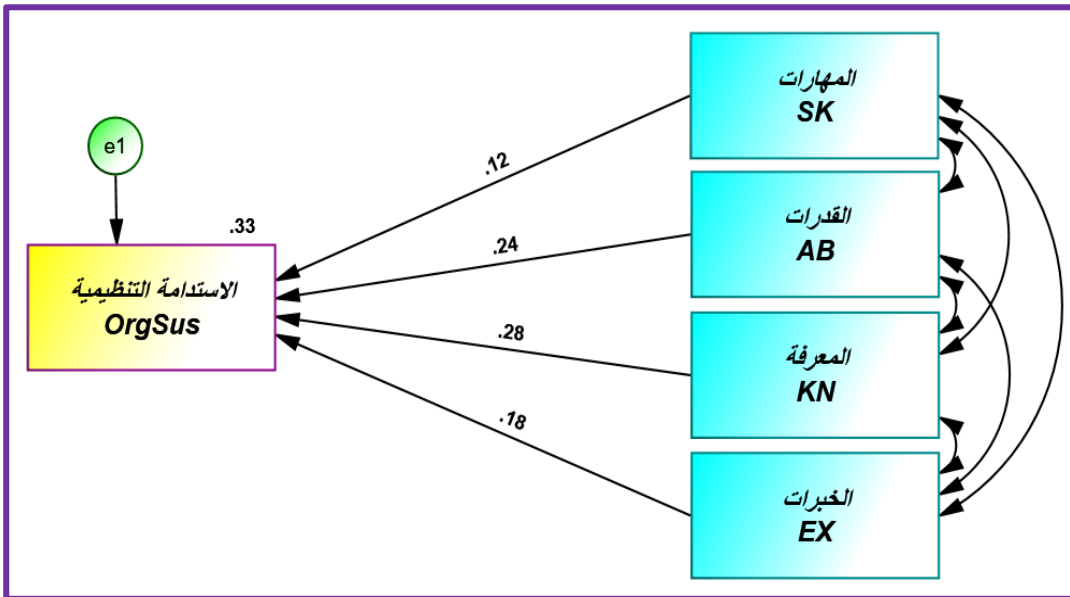 المهارات
SK
e1
.12
.33
القدرات
AB
.24
الاستدامة التنظيمية
OrgSus
.28
المعرفة
KN
.18
الخبرات
EX